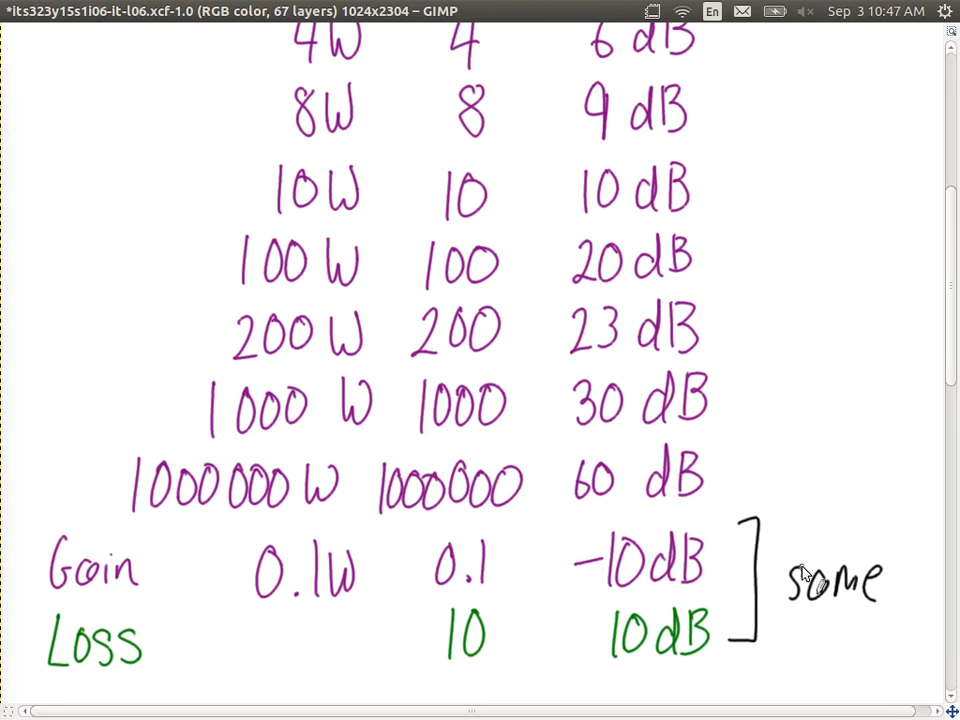 *its323y15s1i06-it-l06.xcf-1.0 (RGB color, 67 layers) 1024x2304 – GIMP En Sep 3 10:47 AM
4W 4 6 dB
8W 8 9 dB
10W 10 10 dB
100 W 100 20 dB
200 W 200 23 dB
1000 W 1000 30 dB
1000000 W 1000000 60 dB
Gain 0.1W 0.1 -10dB
same
Loss 10 10dB